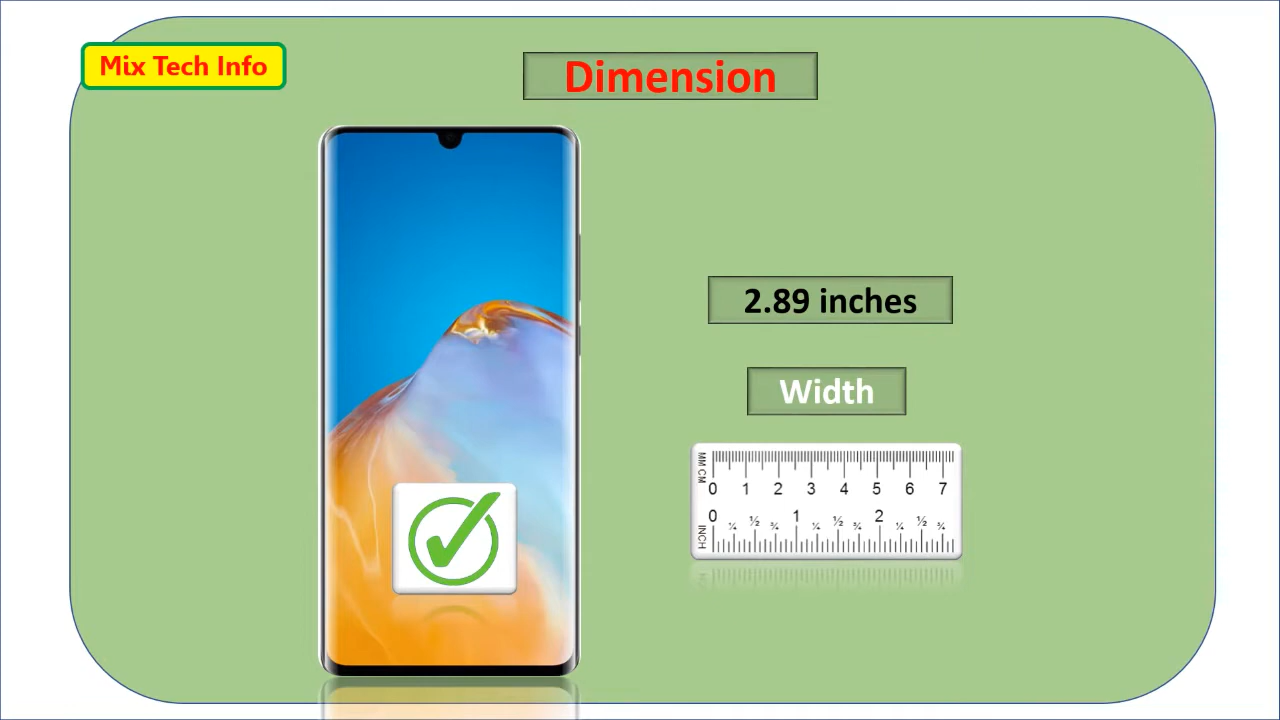 Mix Tech Info
Dimension
2.89 inches
Width
MM CM
0 1 2 3 4 5 6 7
0 1 2
¼ ½ ¾ ¼ ½ ¾ ¼ ½ ¾
INCH